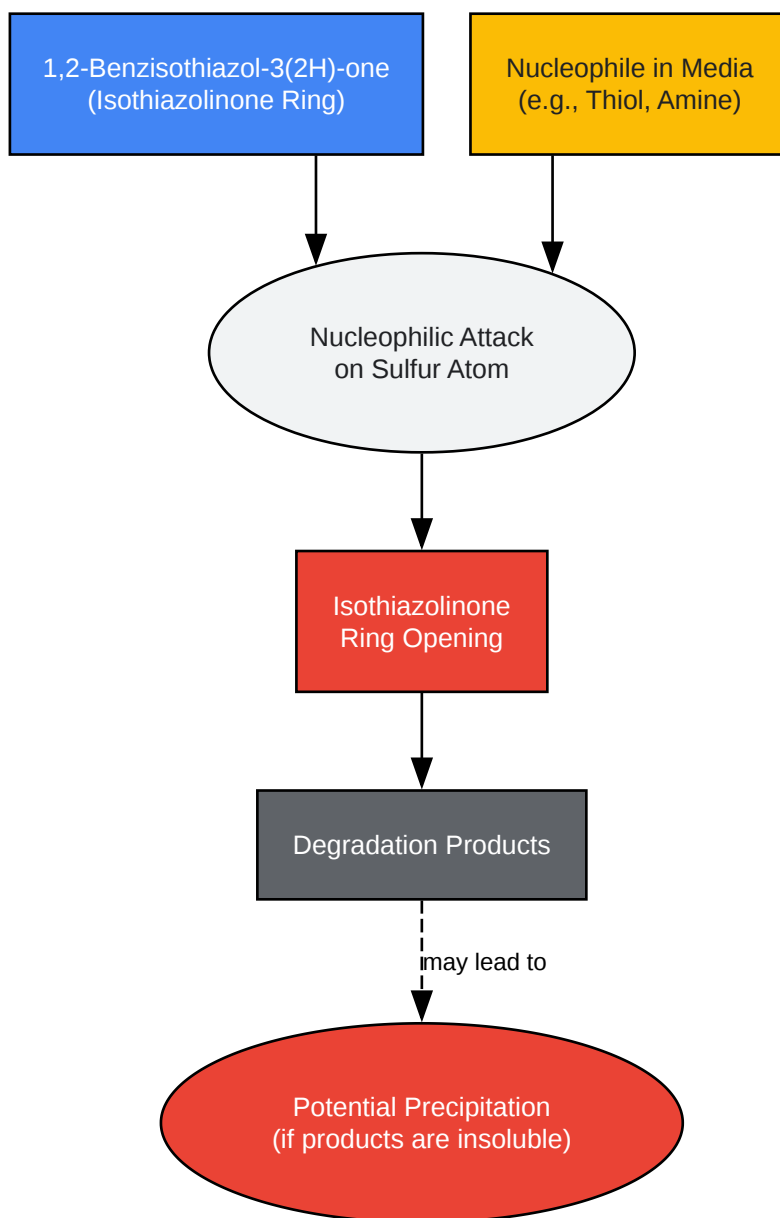 1,2-Benzisothiazol-3(2H)-one
(Isothiazolinone Ring)
Nucleophile in Media
(e.g., Thiol, Amine)
Nucleophilic Attack
on Sulfur Atom
Isothiazolinone
Ring Opening
Degradation Products
may lead to
Potential Precipitation
(if products are insoluble)